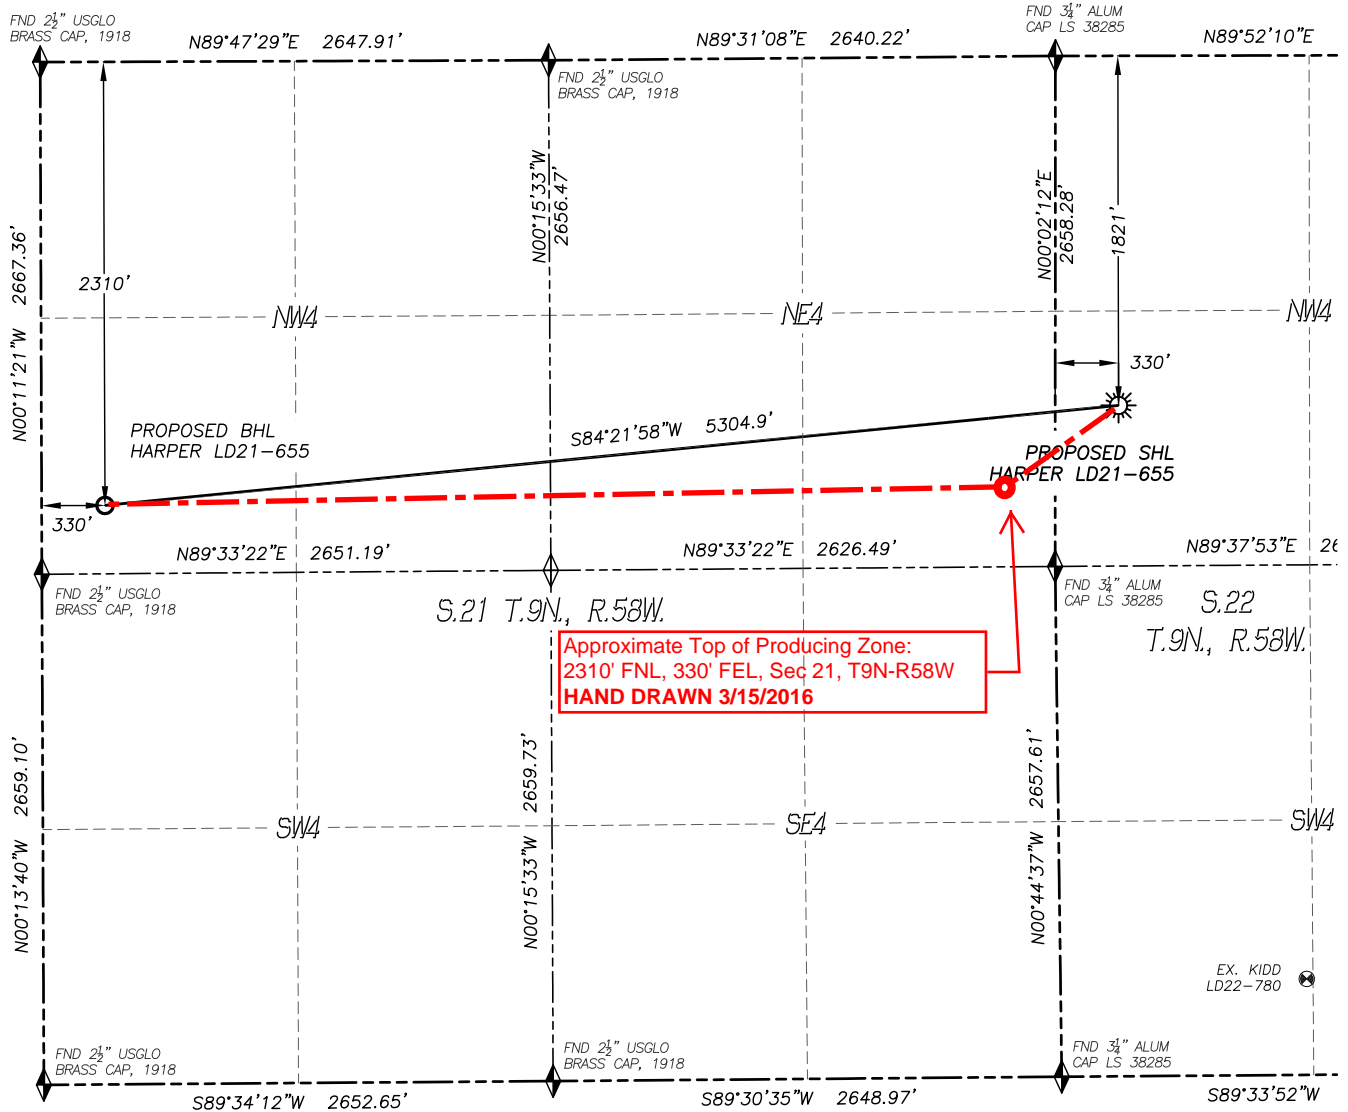 FND 2½" USGLO
BRASS CAP, 1918
N89°47'29"E 2647.91'
FND 2½" USGLO
BRASS CAP, 1918
N89°31'08"E 2640.22'
FND 3¼" ALUM
CAP LS 38285
N89°52'10"E
N00°11'21"W 2667.36'
2310'
NW4
N00°15'33"W
2656.47'
NE4
N00°02'12"E
2658.28'
1821'
NW4
330'
PROPOSED BHL
HARPER LD21-655
S84°21'58"W 5304.9'
PROPOSED SHL
HARPER LD21-655
330'
N89°33'22"E 2651.19'
N89°33'22"E 2626.49'
N89°37'53"E 26
FND 2½" USGLO
BRASS CAP, 1918
S.21 T.9N., R.58W.
FND 3¼" ALUM
CAP LS 38285
S.22
T.9N., R.58W.
Approximate Top of Producing Zone:
2310' FNL, 330' FEL, Sec 21, T9N-R58W
HAND DRAWN 3/15/2016
N00°13'40"W 2659.10'
SW4
N00°15'33"W 2659.73'
SE4
N00°44'37"W 2657.61'
SW4
EX. KIDD
LD22-780
FND 2½" USGLO
BRASS CAP, 1918
S89°34'12"W 2652.65'
FND 2½" USGLO
BRASS CAP, 1918
S89°30'35"W 2648.97'
FND 3¼" ALUM
CAP LS 38285
S89°33'52"W